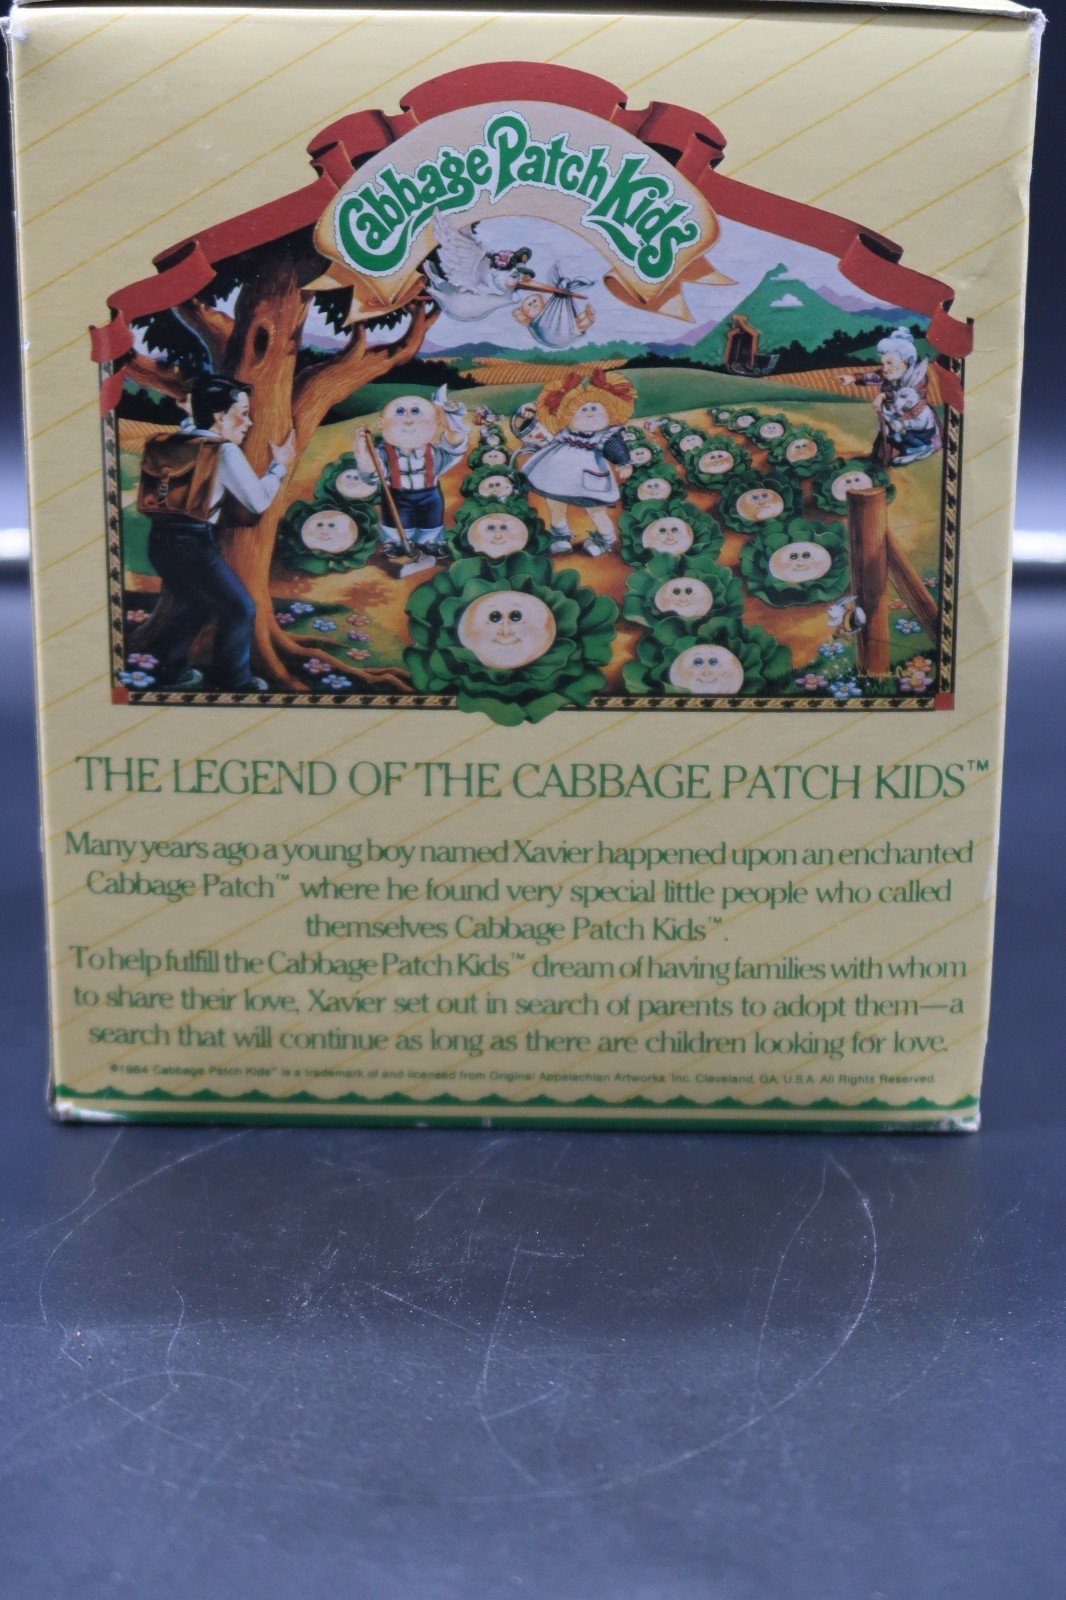 Cabbage Patch Kids
THE LEGEND OF THE CABBAGE PATCH KIDS™
Many years ago a young boy named Xavier happened upon an enchanted
Cabbage Patch™ where he found very special little people who called
themselves Cabbage Patch Kids™.
To help fulfill the Cabbage Patch Kids™ dream of having families with whom
to share their love, Xavier set out in search of parents to adopt them—a
search that will continue as long as there are children looking for love.
©1984 Cabbage Patch Kids™ is a trademark of and licensed from Original Appalachian Artworks, Inc. Cleveland, GA. U.S.A. All Rights Reserved.